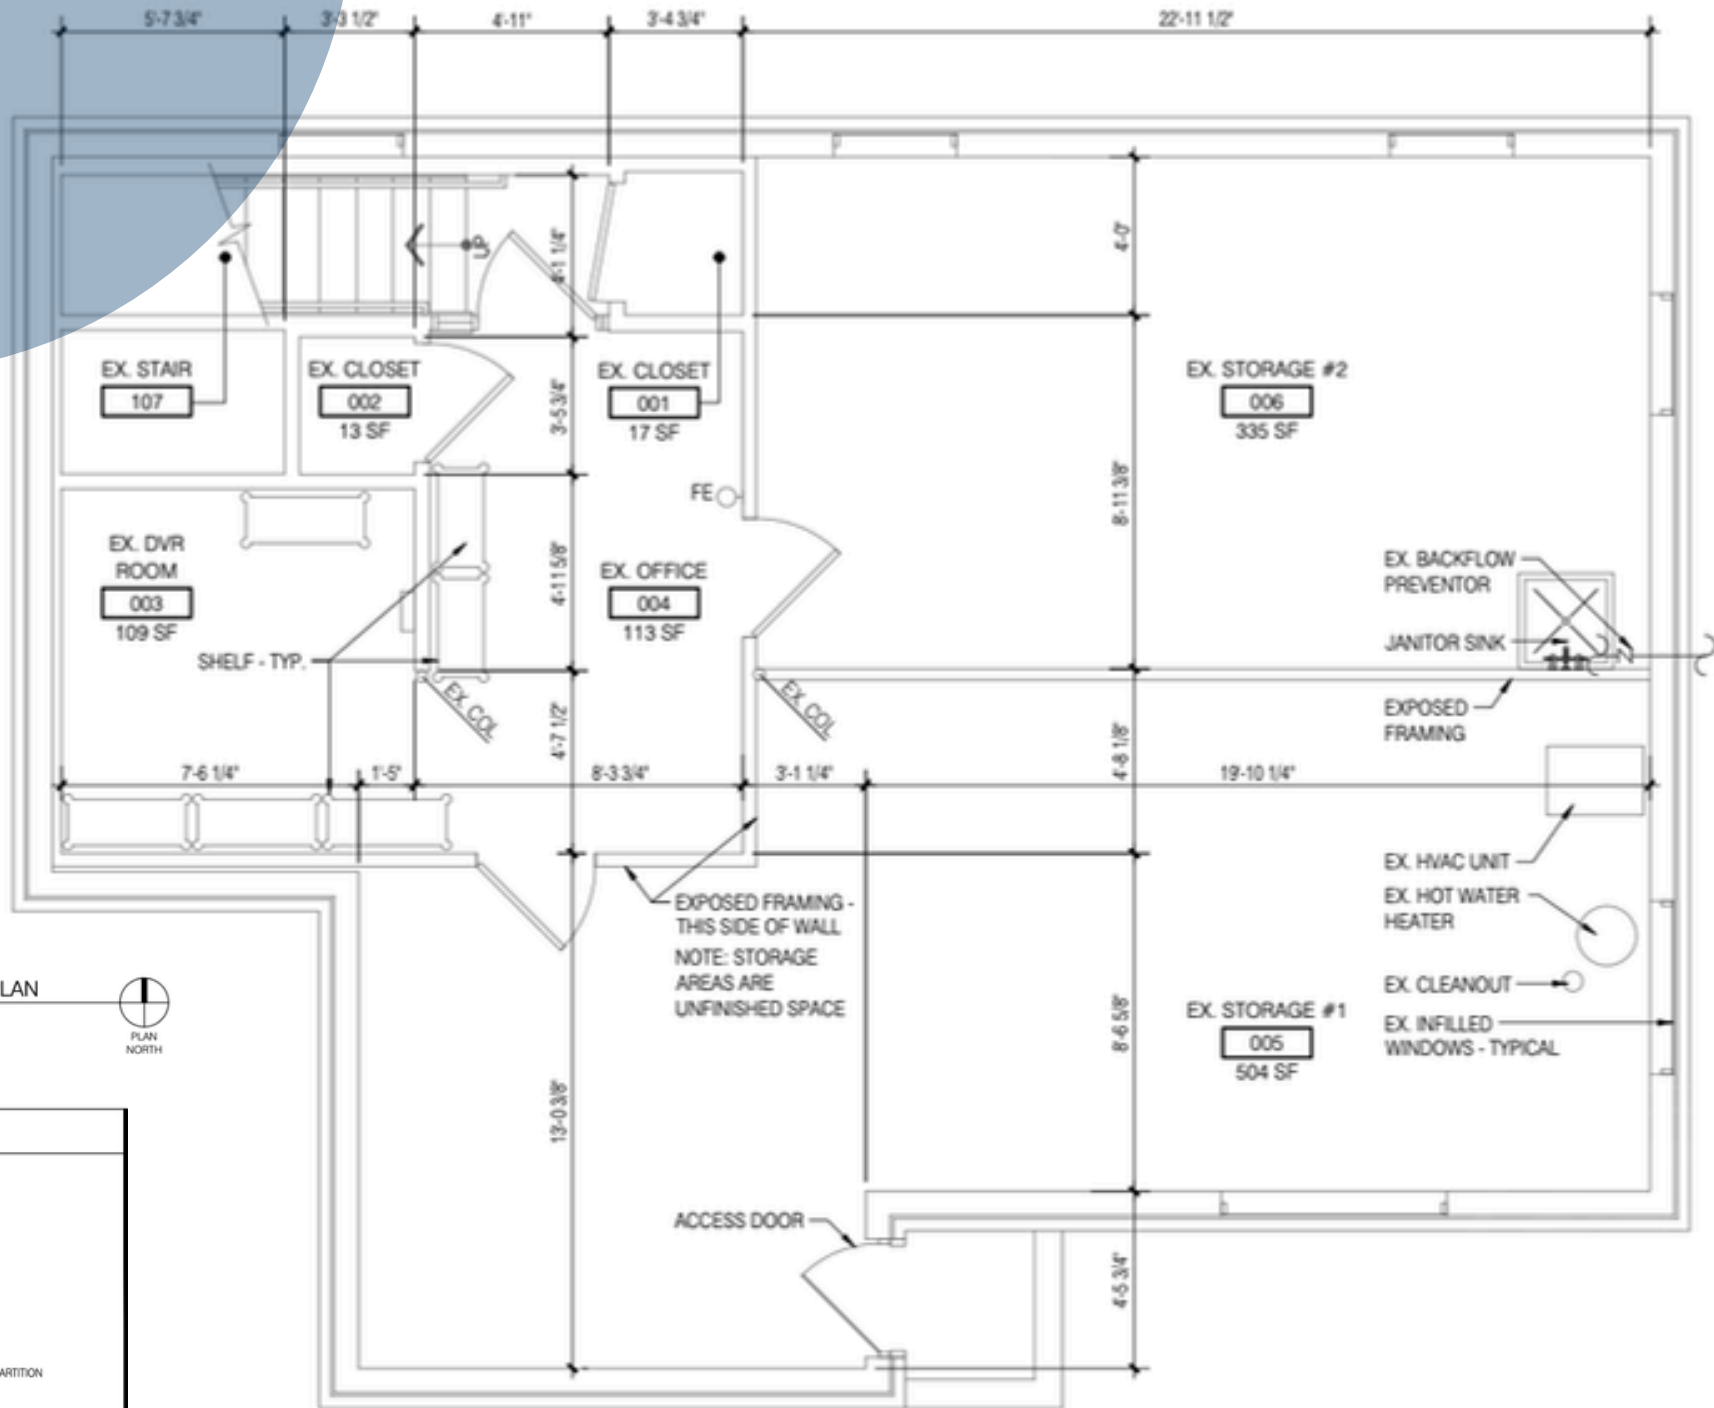 5'-7 3/4"
3'-3 1/2"
4'-11"
3'-4 3/4"
22'-11 1/2"
UP
4'-1 1/4"
4'-0"
EX. STAIR
107
EX. CLOSET
002
13 SF
EX. CLOSET
001
17 SF
3'-5 3/4"
EX. STORAGE #2
006
335 SF
FE
8'-11 3/8"
EX. DVR
ROOM
003
109 SF
4'-11 5/8"
EX. OFFICE
004
113 SF
EX. BACKFLOW
PREVENTOR
JANITOR SINK
SHELF - TYP.
EX. COL
EX. COL
EXPOSED
FRAMING
4'-7 1/2"
4'-8 1/8"
7'-6 1/4"
1'-5"
8'-3 3/4"
3'-1 1/4"
19'-10 1/4"
EX. HVAC UNIT
EX. HOT WATER
HEATER
EXPOSED FRAMING -
THIS SIDE OF WALL
NOTE: STORAGE
AREAS ARE
UNFINISHED SPACE
LAN
PLAN
NORTH
EX. CLEANOUT
EX. STORAGE #1
005
504 SF
EX. INFILLED
WINDOWS - TYPICAL
8'-6 5/8"
13'-0 3/8"
ACCESS DOOR
4'-5 3/4"
ARTITION